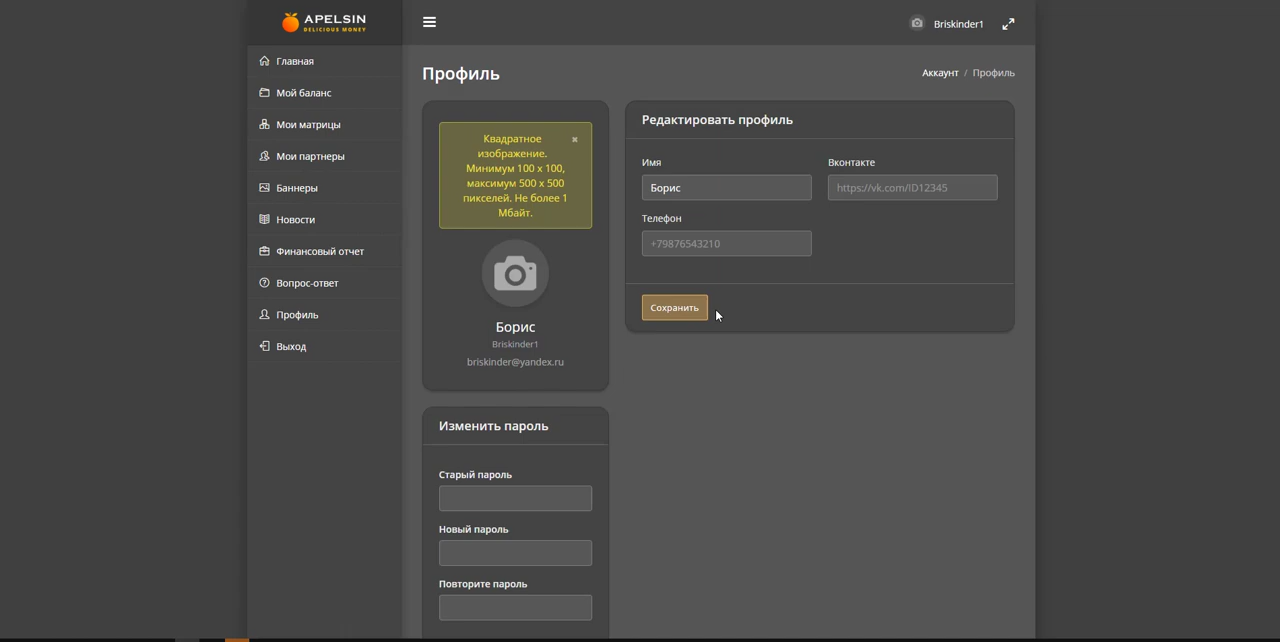 APELSIN
DELICIOUS MONEY
Briskinder1
Главная
Мой баланс
Мои матрицы
Мои партнеры
Баннеры
Новости
Финансовый отчет
Вопрос-ответ
Профиль
Выход
Профиль
Аккаунт / Профиль
Квадратное
изображение.
Минимум 100 x 100,
максимум 500 x 500
пикселей. Не более 1
Мбайт.
Борис
Briskinder1
briskinder@yandex.ru
Редактировать профиль
Имя
Вконтакте
Борис
https://vk.com/ID12345
Телефон
+79876543210
Сохранить
Изменить пароль
Старый пароль
Новый пароль
Повторите пароль